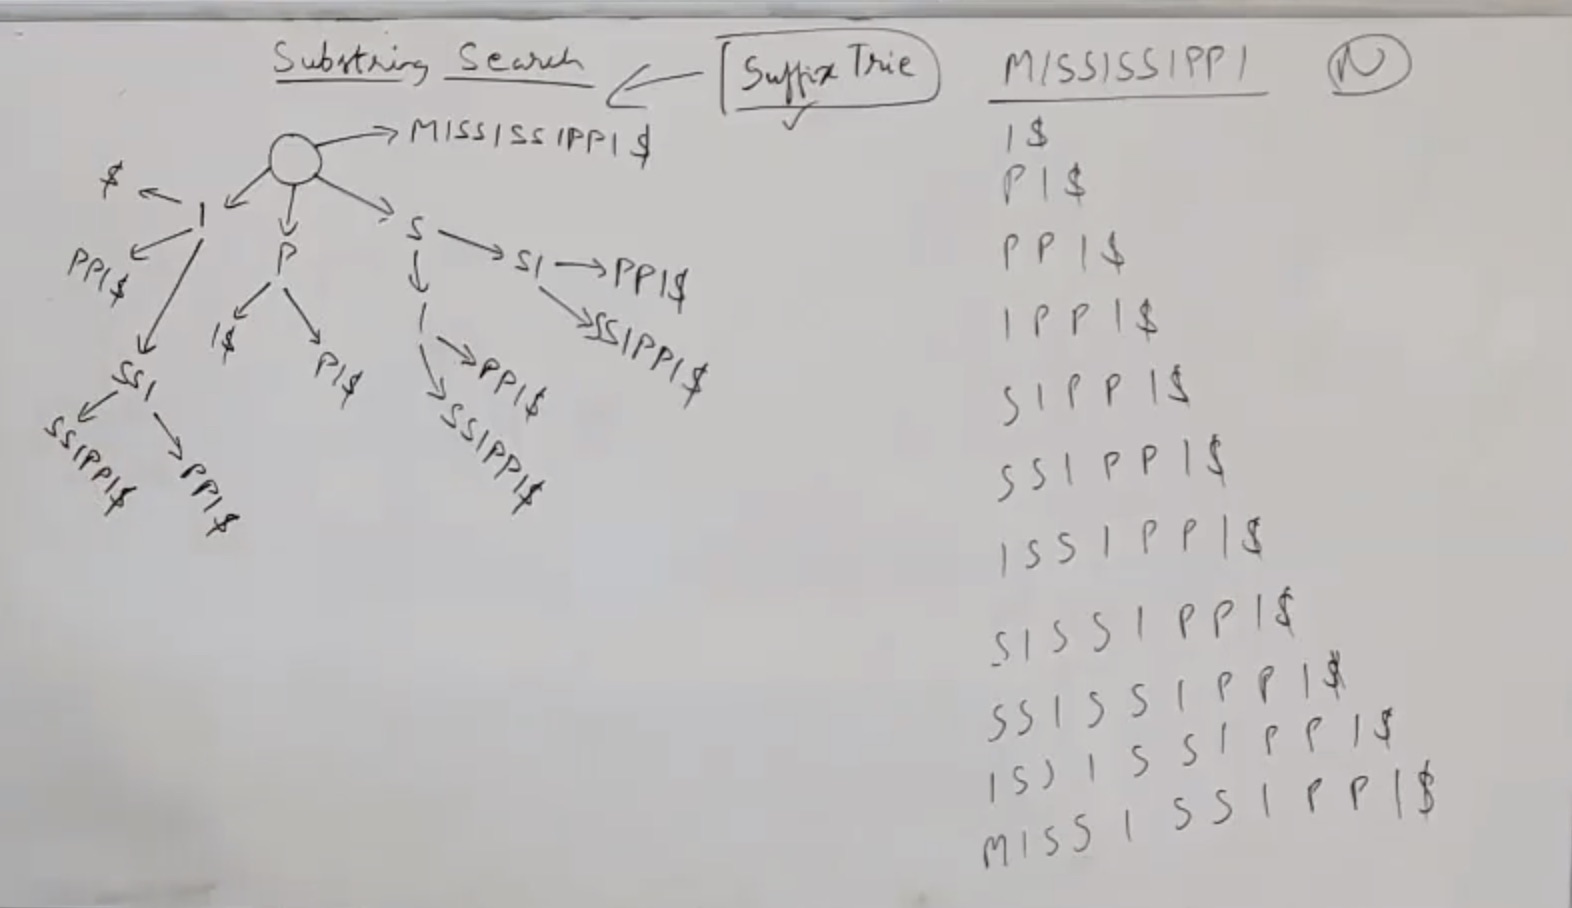 Substring Search
Suffix Trie
MISSISSIPPI
N
MISSISSIPPI$
$
I
PPI$
SSI
SSIPPI$
PPI$
P
I$
PI$
S
I
PPI$
SSIPPI$
SI
PPI$
SSIPPI$
I$
PI$
PPI$
IPPI$
SIPPI$
SSIPPI$
ISSIPPI$
SISSIPPI$
SSISSIPPI$
ISSISSIPPI$
MISSISSIPPI$